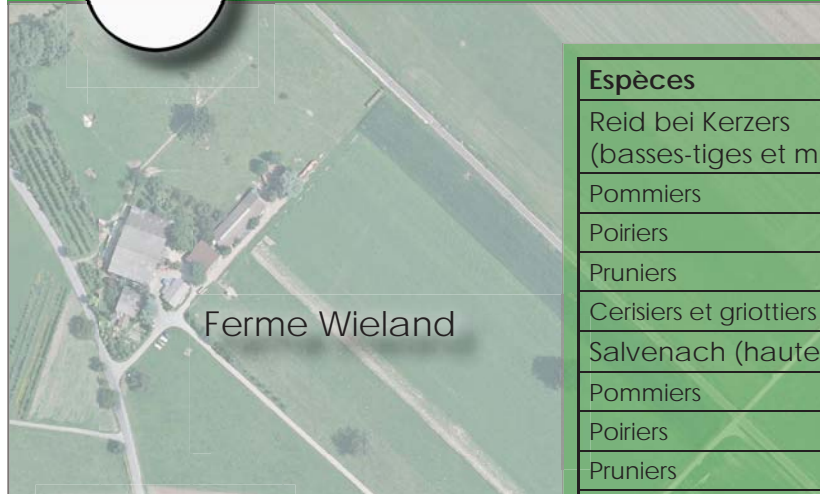 Ferme Wieland
Espèces
Reid bei Kerzers
(basses-tiges et m
Pommiers
Poiriers
Pruniers
Cerisiers et griottiers
Salvenach (haute
Pommiers
Poiriers
Pruniers